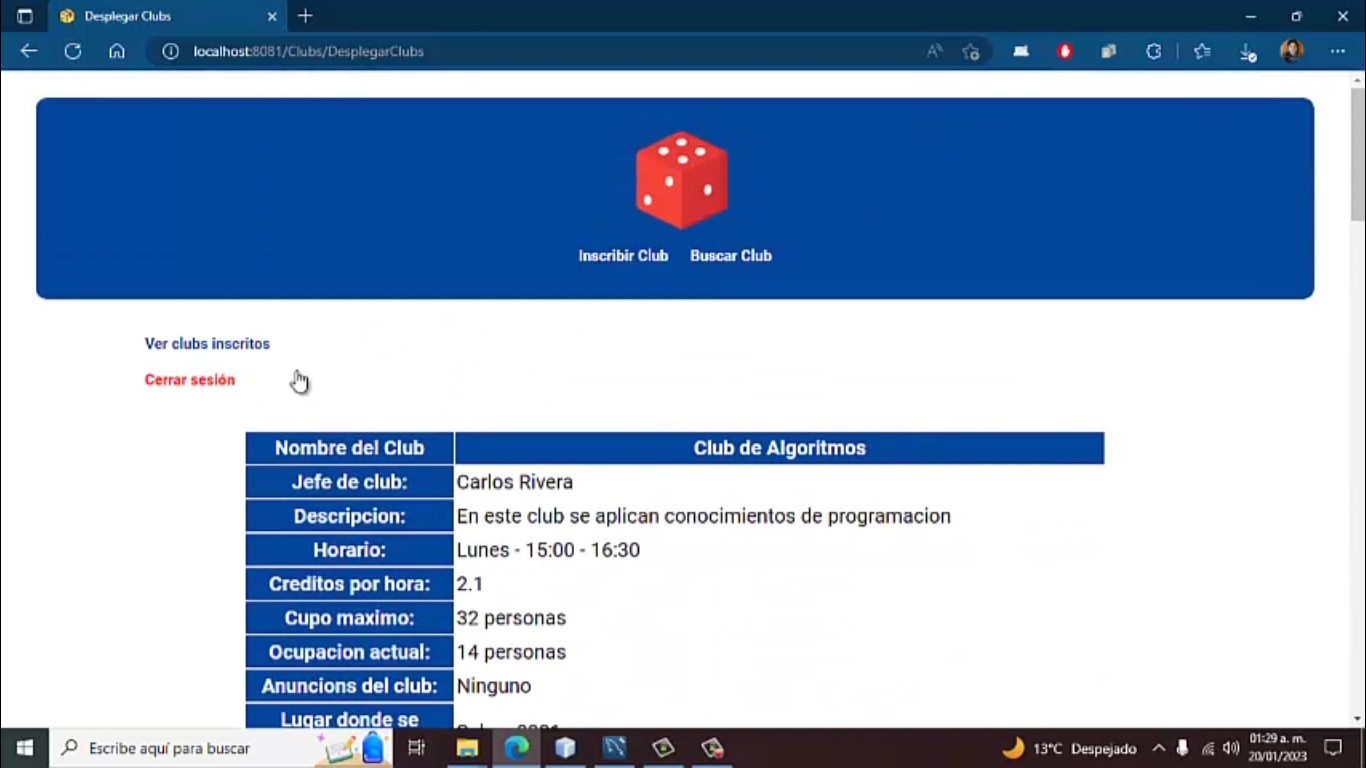 Desplegar Clubs
localhost:8081/Clubs/DesplegarClubs
Inscribir Club Buscar Club
Ver clubs inscritos
Cerrar sesión
Nombre del Club Club de Algoritmos
Jefe de club: Carlos Rivera
Descripcion: En este club se aplican conocimientos de programacion
Horario: Lunes - 15:00 - 16:30
Creditos por hora: 2.1
Cupo maximo: 32 personas
Ocupacion actual: 14 personas
Anuncions del club: Ninguno
Lugar donde se
Escribe aquí para buscar
13°C Despejado
01:29 a. m.
20/01/2023